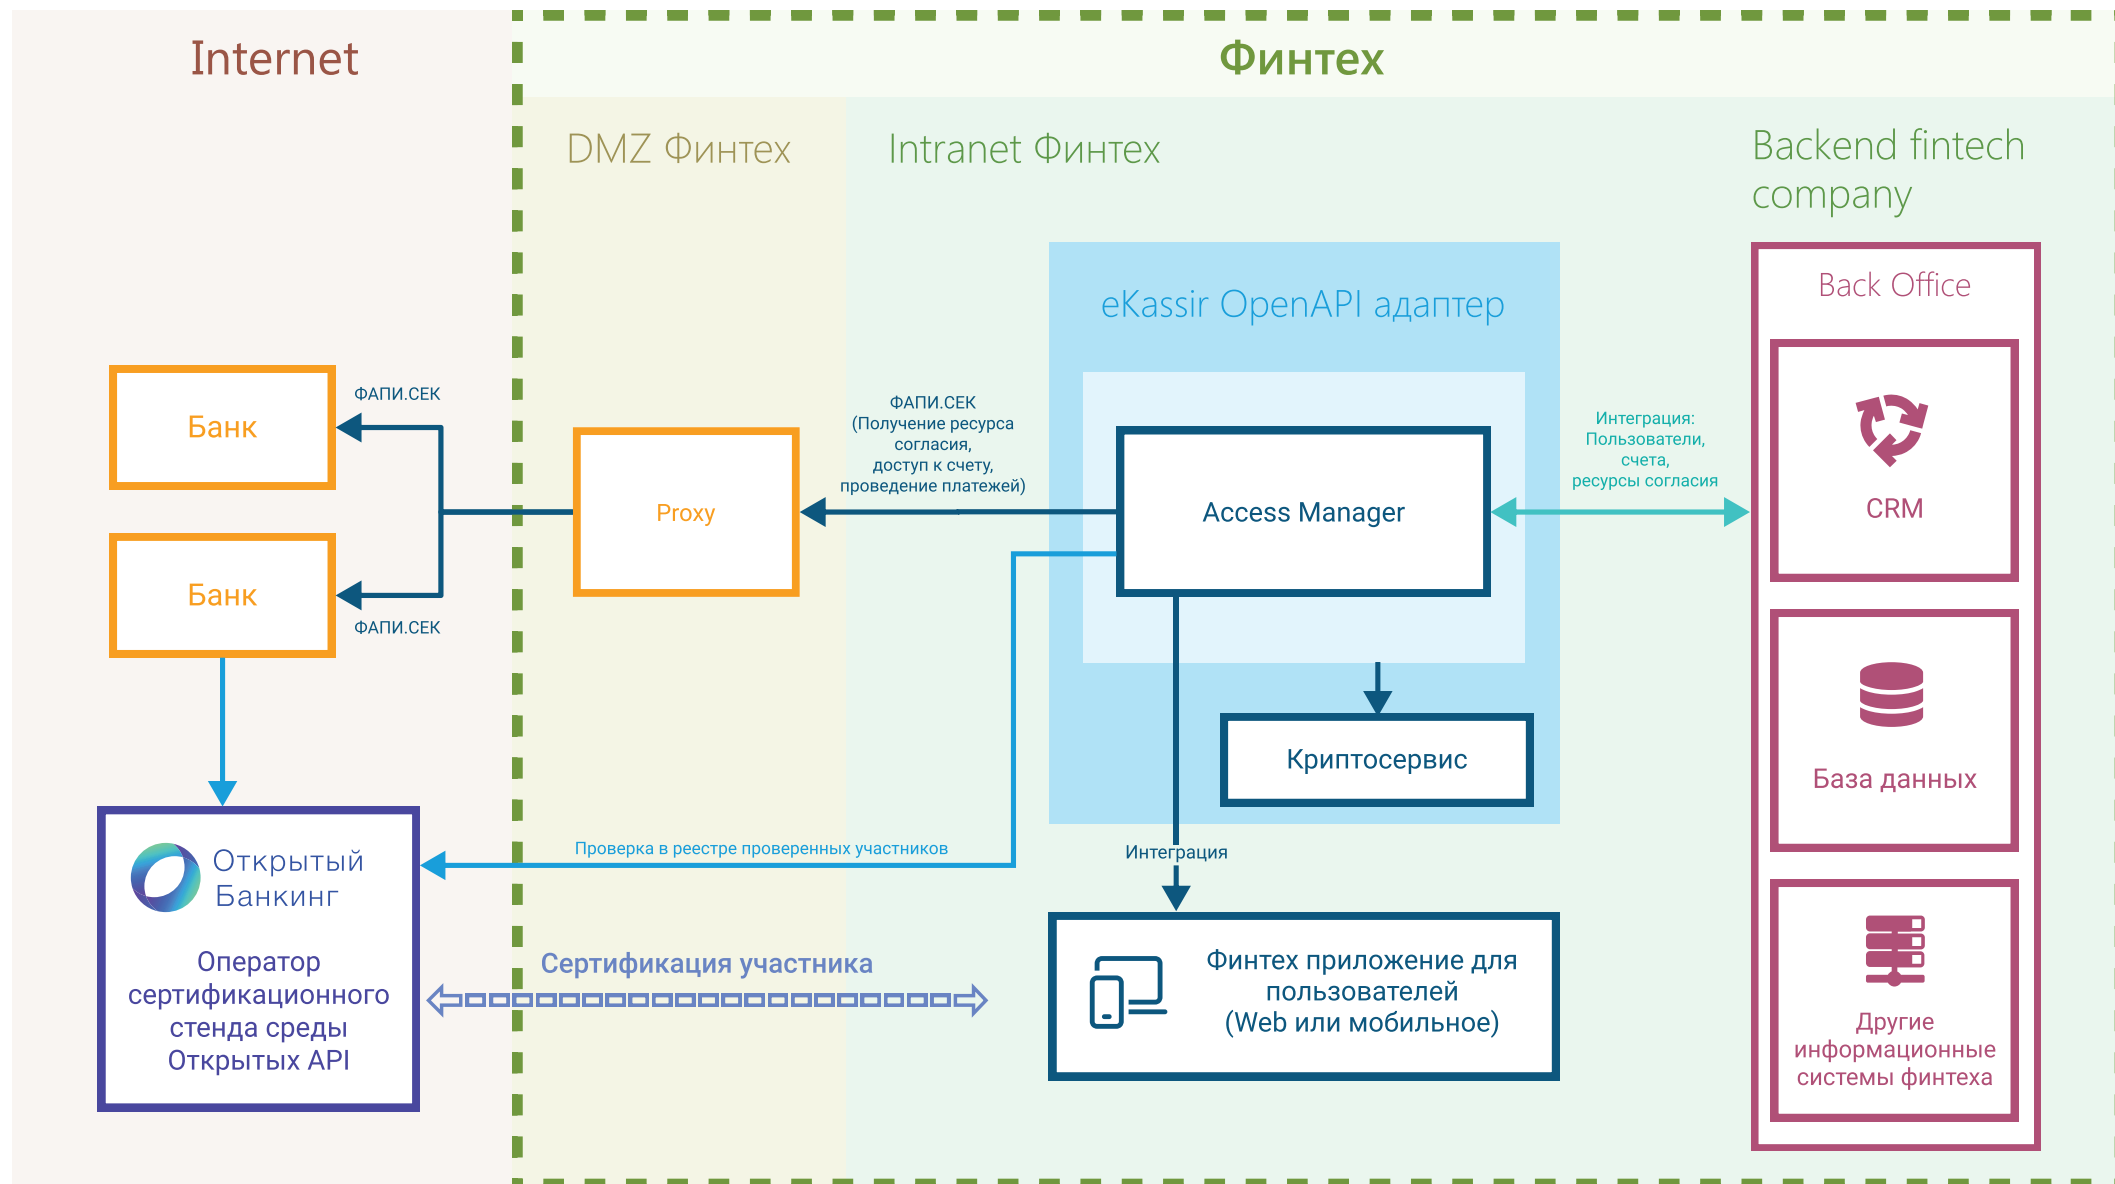 Internet
Финтех
DMZ Финтех
Intranet Финтех
Backend fintech
company
eKassir OpenAPI адаптер
Back Office
Банк
ФАПИ.СЕК
Банк
ФАПИ.СЕК
Proxy
ФАПИ.СЕК
(Получение ресурса
согласия,
доступ к счету,
проведение платежей)
Access Manager
Интеграция:
Пользователи,
счета,
ресурсы согласия
CRM
Криптосервис
База данных
Проверка в реестре проверенных участников
Интеграция
Открытый
Банкинг
Оператор
сертификационного
стенда среды
Открытых API
Сертификация участника
Финтех приложение для
пользователей
(Web или мобильное)
Другие
информационные
системы финтеха